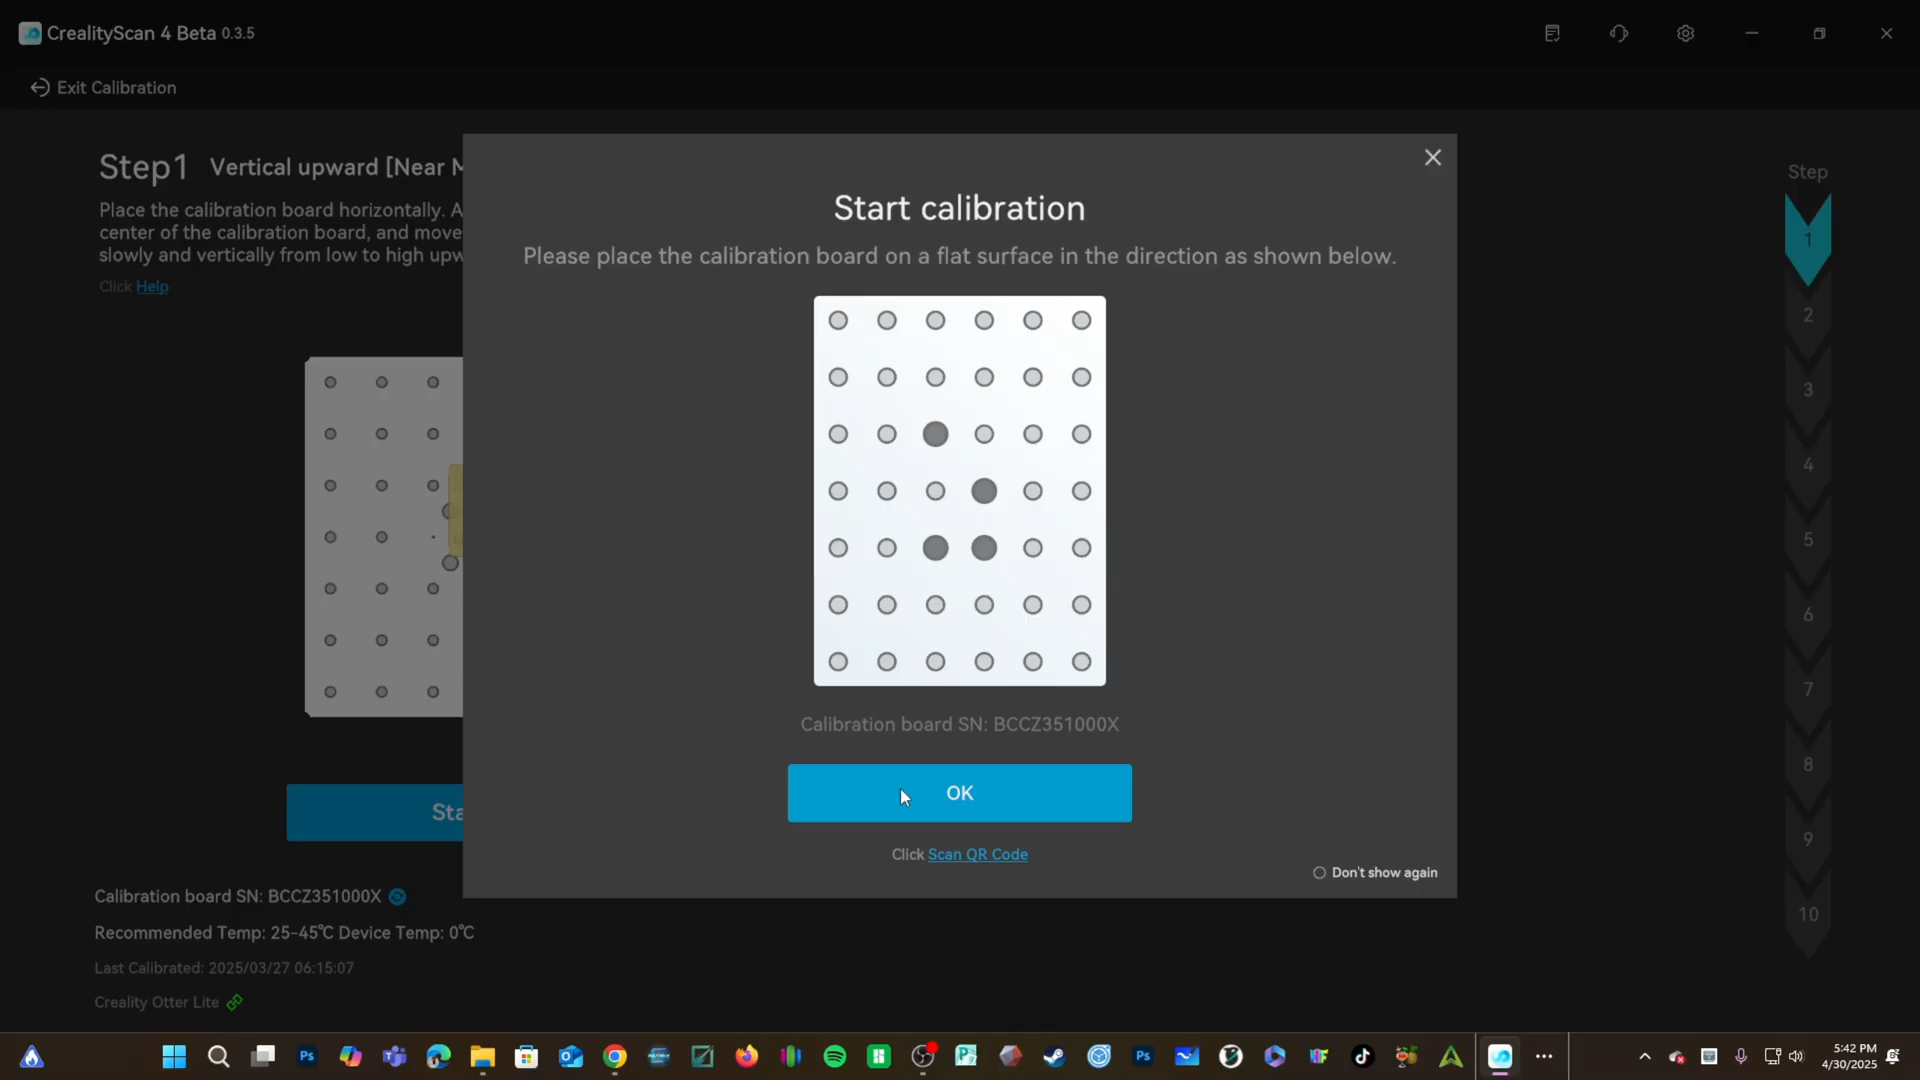 CrealityScan 4 Beta 0.3.5
Exit Calibration
Step1 Vertical upward [Near M
Place the calibration board horizontally. A
center of the calibration board, and move
slowly and vertically from low to high upw
Click Help
Start calibration
Please place the calibration board on a flat surface in the direction as shown below.
Calibration board SN: BCCZ351000X
OK
Click Scan QR Code
Don't show again
Step
1
2
3
4
5
6
7
8
9
10
Sta
Calibration board SN: BCCZ351000X
Recommended Temp: 25-45℃ Device Temp: 0℃
Last Calibrated: 2025/03/27 06:15:07
Creality Otter Lite
Ps
Ps
5:42 PM
4/30/2025